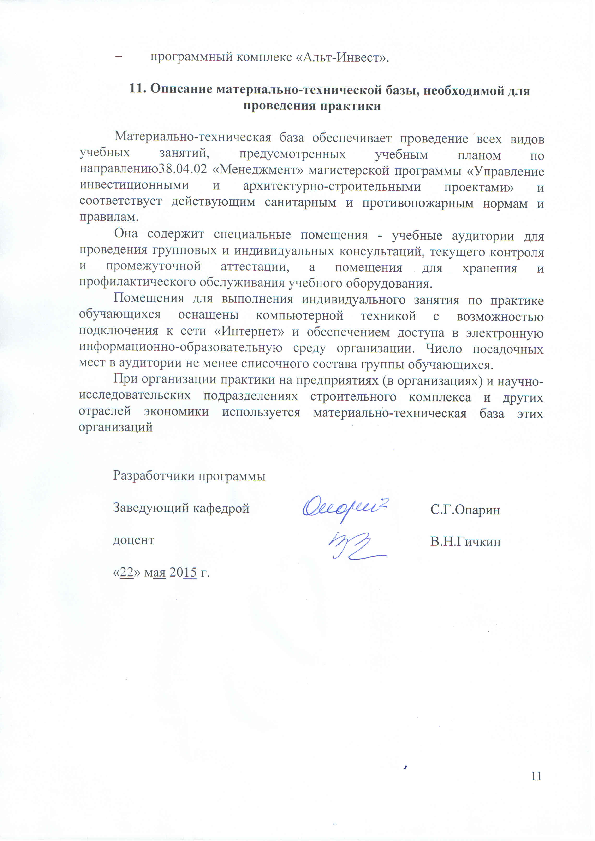 – программный комплекс «Альт-Инвест».
11. Описание материально-технической базы, необходимой для
проведения практики
Материально-техническая база обеспечивает проведение всех видов
учебных занятий, предусмотренных учебным планом по
направлению38.04.02 «Менеджмент» магистерской программы «Управление
инвестиционными и архитектурно-строительными проектами» и
соответствует действующим санитарным и противопожарным нормам и
правилам.
Она содержит специальные помещения - учебные аудитории для
проведения групповых и индивидуальных консультаций, текущего контроля
и промежуточной аттестации, а помещения для хранения и
профилактического обслуживания учебного оборудования.
Помещения для выполнения индивидуального занятия по практике
обучающихся оснащены компьютерной техникой с возможностью
подключения к сети «Интернет» и обеспечением доступа в электронную
информационно-образовательную среду организации. Число посадочных
мест в аудитории не менее списочного состава группы обучающихся.
При организации практики на предприятиях (в организациях) и научно-
исследовательских подразделениях строительного комплекса и других
отраслей экономики используется материально-техническая база этих
организаций
Разработчики программы
Заведующий кафедрой С.Г.Опарин
доцент В.Н.Гичкин
«22» мая 2015 г.
11